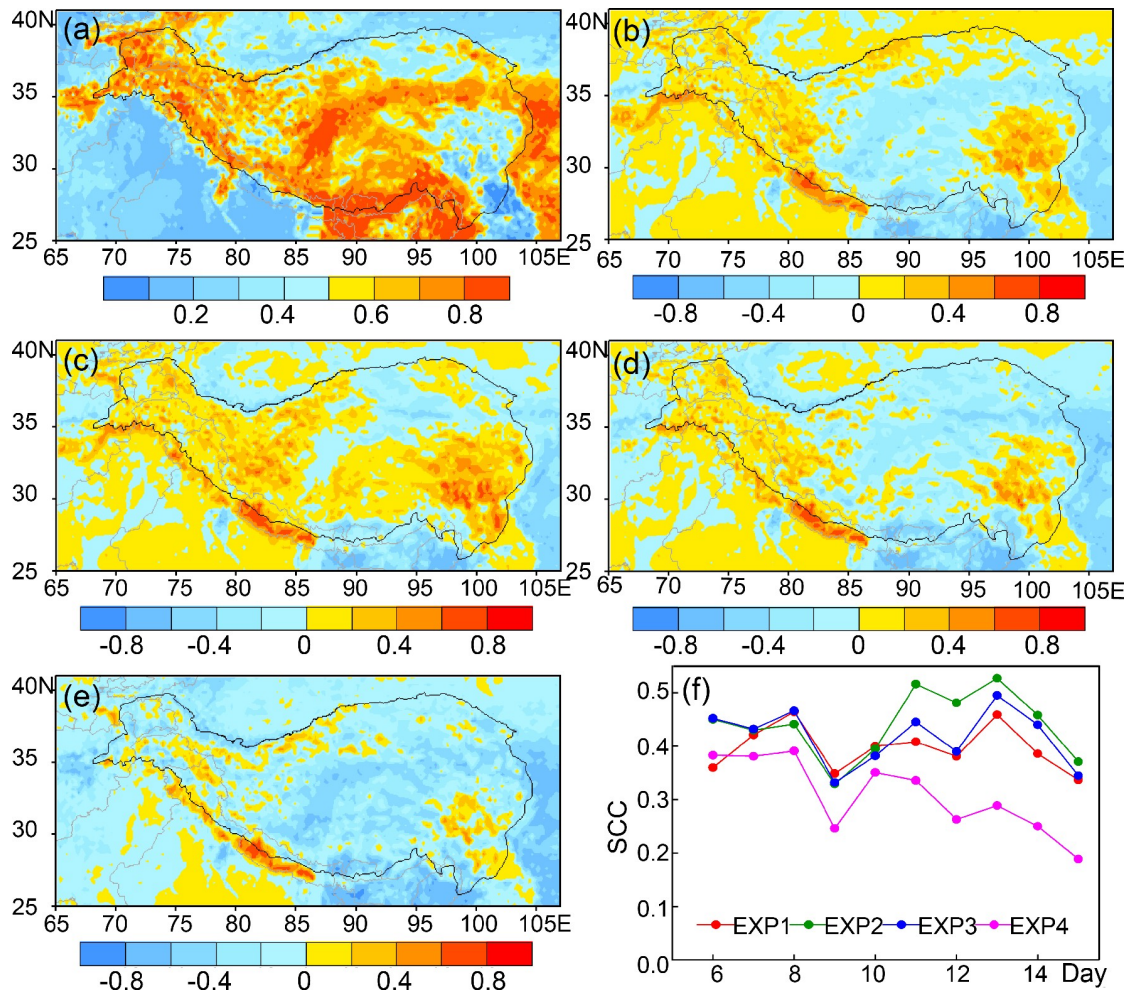 40N (a)
35
30
25
65 70 75 80 85 90 95 100 105E
0.2 0.4 0.6 0.8
40N (b)
35
30
25
65 70 75 80 85 90 95 100 105E
-0.8 -0.4 0 0.4 0.8
40N (c)
35
30
25
65 70 75 80 85 90 95 100 105E
-0.8 -0.4 0 0.4 0.8
40N (d)
35
30
25
65 70 75 80 85 90 95 100 105E
-0.8 -0.4 0 0.4 0.8
40N (e)
35
30
25
65 70 75 80 85 90 95 100 105E
-0.8 -0.4 0 0.4 0.8
(f)
0.5
0.4
0.3
0.2
0.1
0.0
SCC
EXP1 EXP2 EXP3 EXP4
6 8 10 12 14 Day